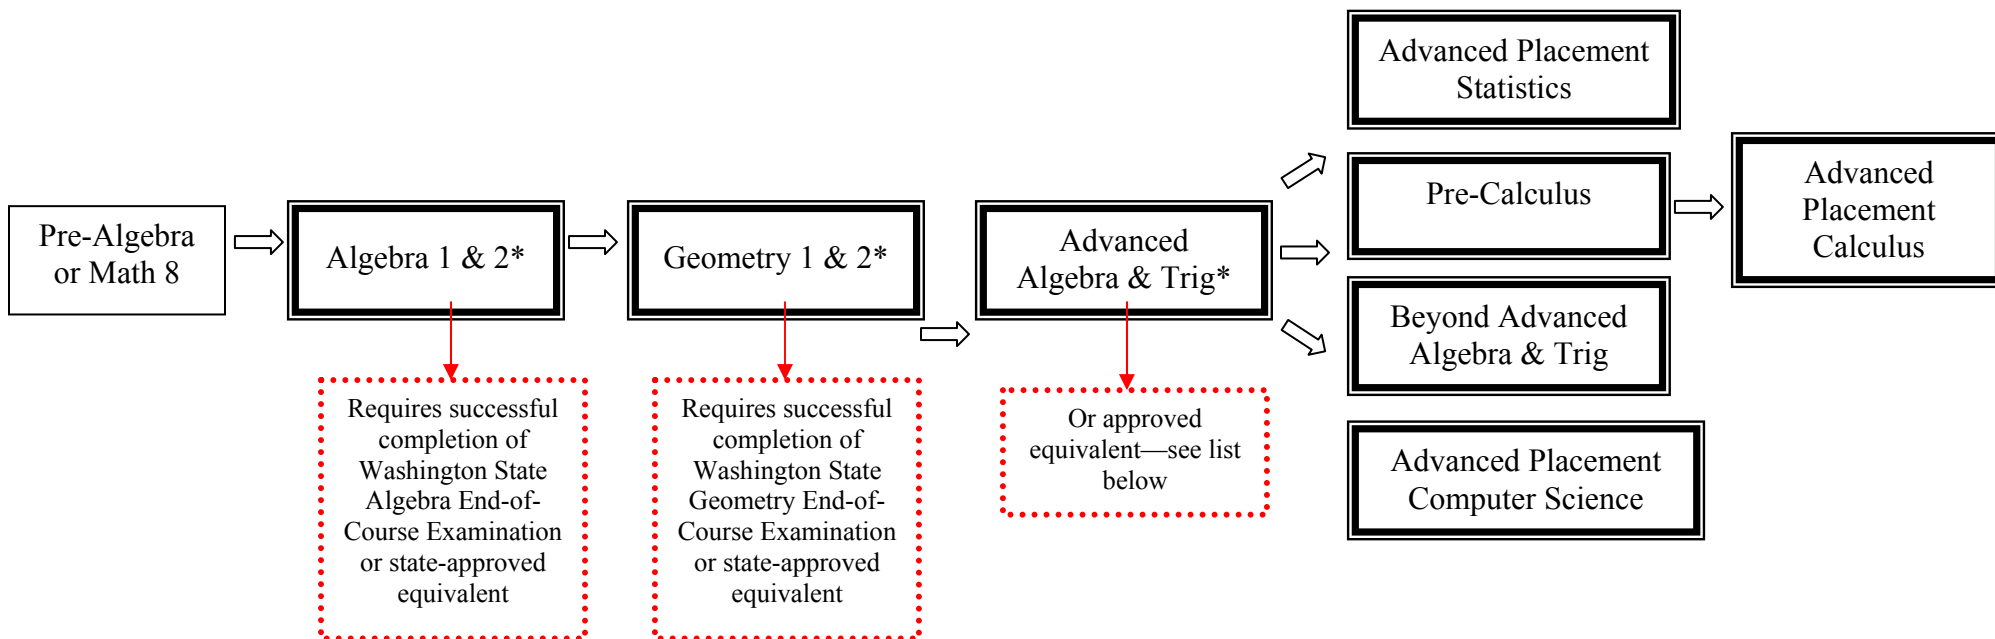 Pre-Algebra
or Math 8
Algebra 1 & 2*
Requires successful
completion of
Washington State
Algebra End-of-
Course Examination
or state-approved
equivalent
Geometry 1 & 2*
Requires successful
completion of
Washington State
Geometry End-of-
Course Examination
or state-approved
equivalent
Advanced
Algebra & Trig*
Or approved
equivalent—see list
below
Advanced Placement
Statistics
Pre-Calculus
Beyond Advanced
Algebra & Trig
Advanced Placement
Computer Science
Advanced
Placement
Calculus